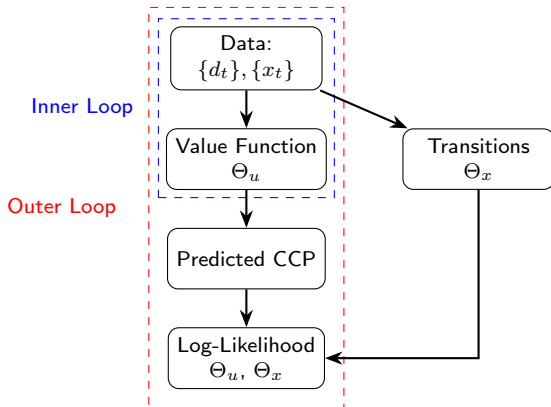 Data:
{d_t}, {x_t}
Inner Loop
Value Function
Θ_u
Transitions
Θ_x
Outer Loop
Predicted CCP
Log-Likelihood
Θ_u, Θ_x